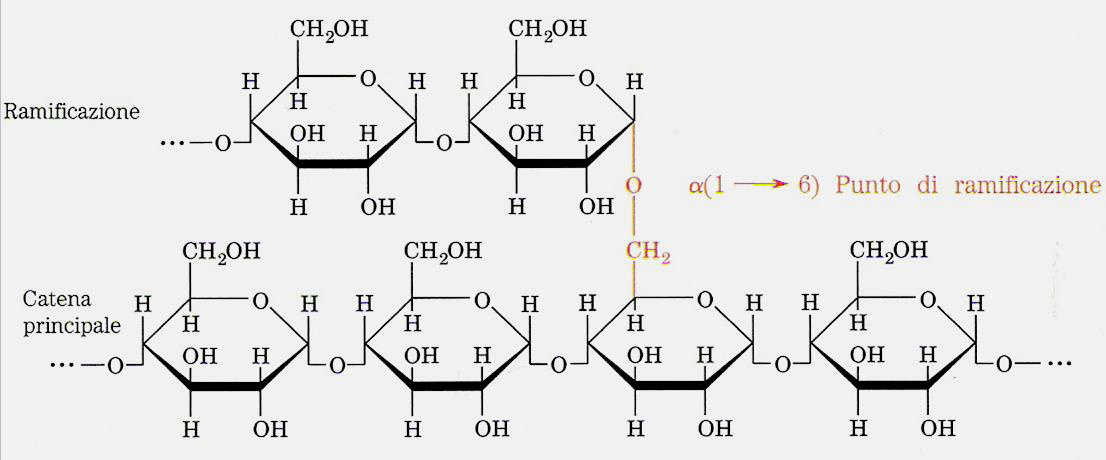 CH₂OH CH₂OH
H O H H O H
H H
Ramificazione
OH H OH H
··· O O
H OH H OH
O α(1 ⟶ 6) Punto di ramificazione
CH₂OH CH₂OH CH₂ CH₂OH
Catena
principale
H O H H O H H O H H O H
H H H H
OH H OH H OH H OH H
··· O O O O O ···
H OH H OH H OH H OH